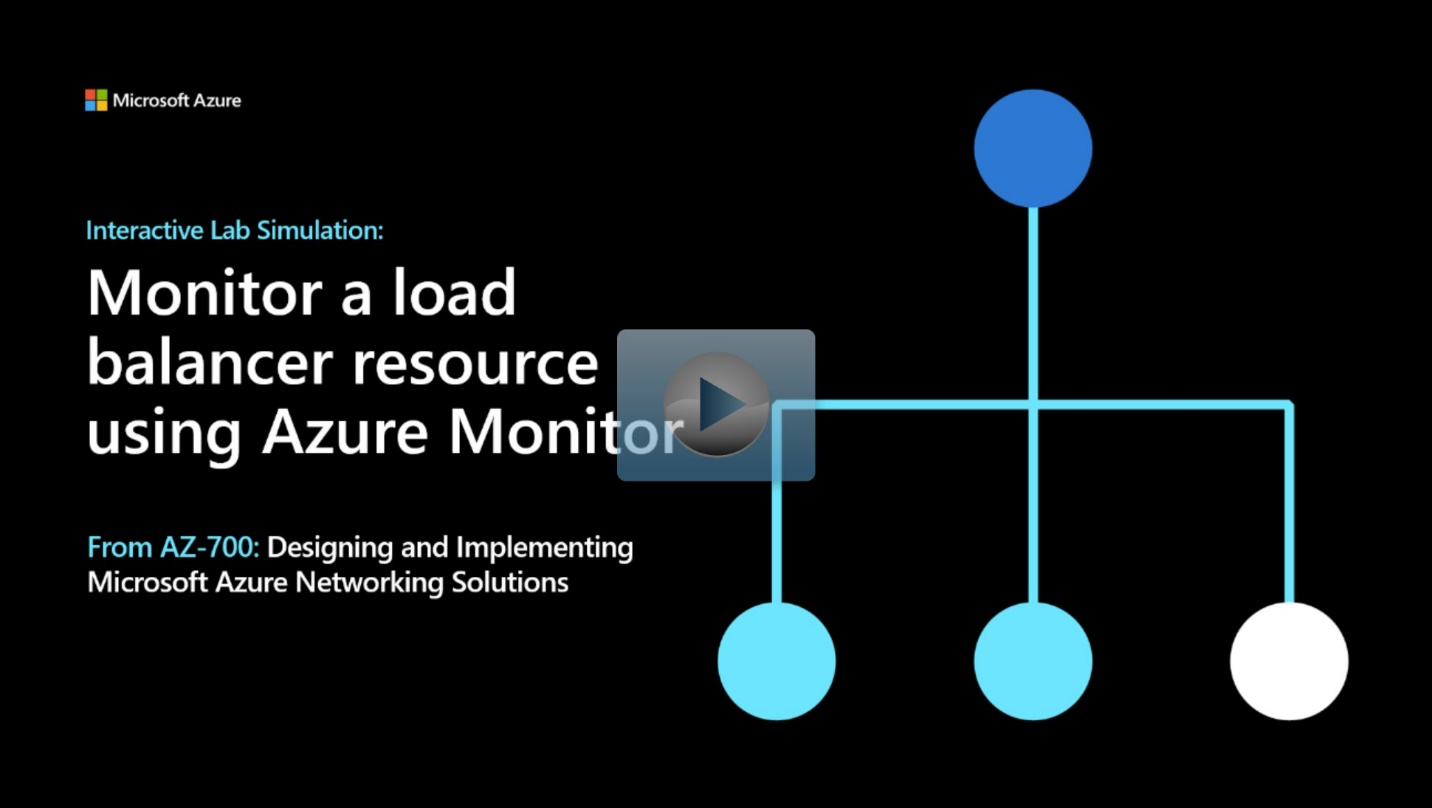 Microsoft Azure
Interactive Lab Simulation:
Monitor a load
balancer resource
using Azure Monitor
From AZ-700: Designing and Implementing
Microsoft Azure Networking Solutions